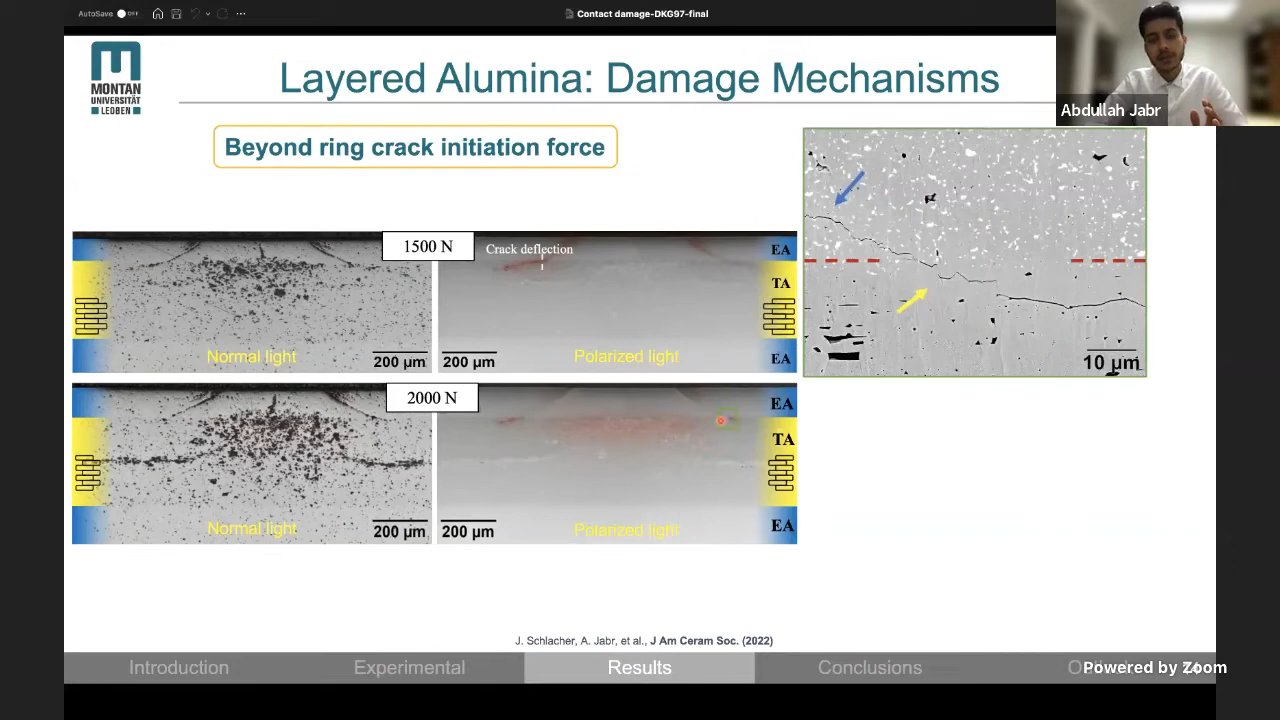 AutoSave OFF
Contact damage-DKG97-final
MONTAN
UNIVERSITÄT
LEOBEN
Layered Alumina: Damage Mechanisms
Abdullah Jabr
Beyond ring crack initiation force
1500 N
Crack deflection
EA
TA
EA
Normal light
200 µm
200 µm
Polarized light
10 µm
2000 N
EA
TA
EA
Normal light
200 µm
200 µm
Polarized light
J. Schlacher, A. Jabr, et al., J Am Ceram Soc. (2022)
Introduction
Experimental
Results
Conclusions
Powered by Zoom